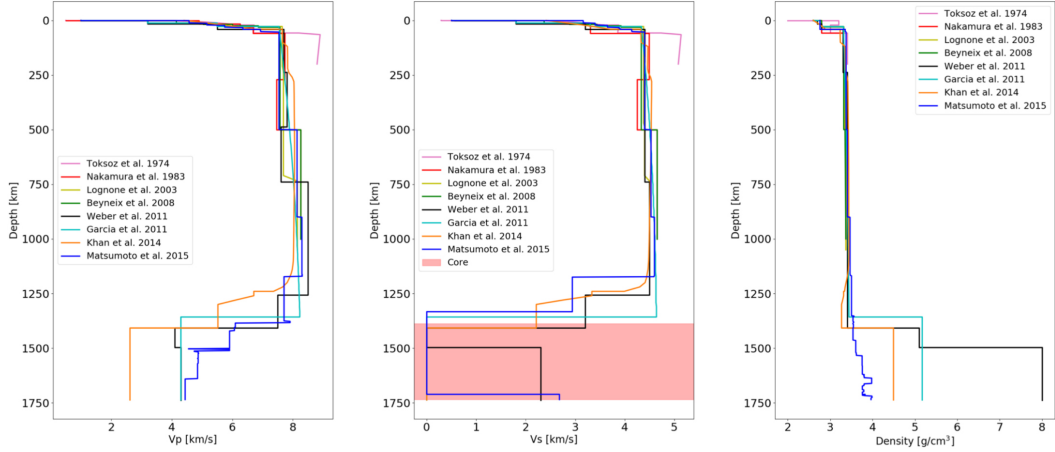 0
250
500
750
1000
1250
1500
1750
Depth [km]
2
4
6
8
Vp [km/s]
Toksoz et al. 1974
Nakamura et al. 1983
Lognone et al. 2003
Beyneix et al. 2008
Weber et al. 2011
Garcia et al. 2011
Khan et al. 2014
Matsumoto et al. 2015
0
250
500
750
1000
1250
1500
1750
Depth [km]
0
1
2
3
4
5
Vs [km/s]
Toksoz et al. 1974
Nakamura et al. 1983
Lognone et al. 2003
Beyneix et al. 2008
Weber et al. 2011
Garcia et al. 2011
Khan et al. 2014
Matsumoto et al. 2015
Core
0
250
500
750
1000
1250
1500
1750
Depth [km]
2
3
4
5
6
7
8
Density [g/cm³]
Toksoz et al. 1974
Nakamura et al. 1983
Lognone et al. 2003
Beyneix et al. 2008
Weber et al. 2011
Garcia et al. 2011
Khan et al. 2014
Matsumoto et al. 2015